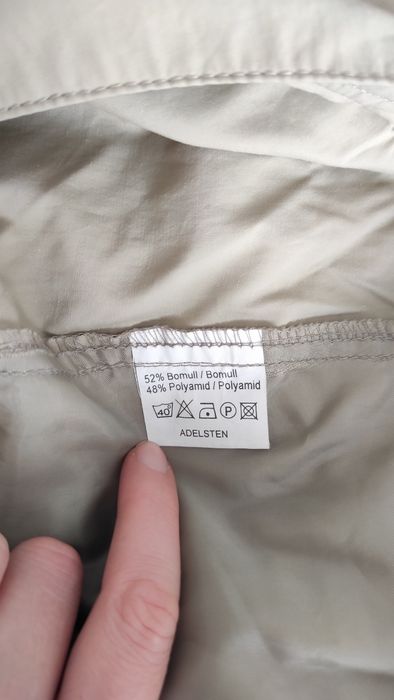 52% Bomull / Bomull
48% Polyamid / Polyamid
40° P
ADELSTEN